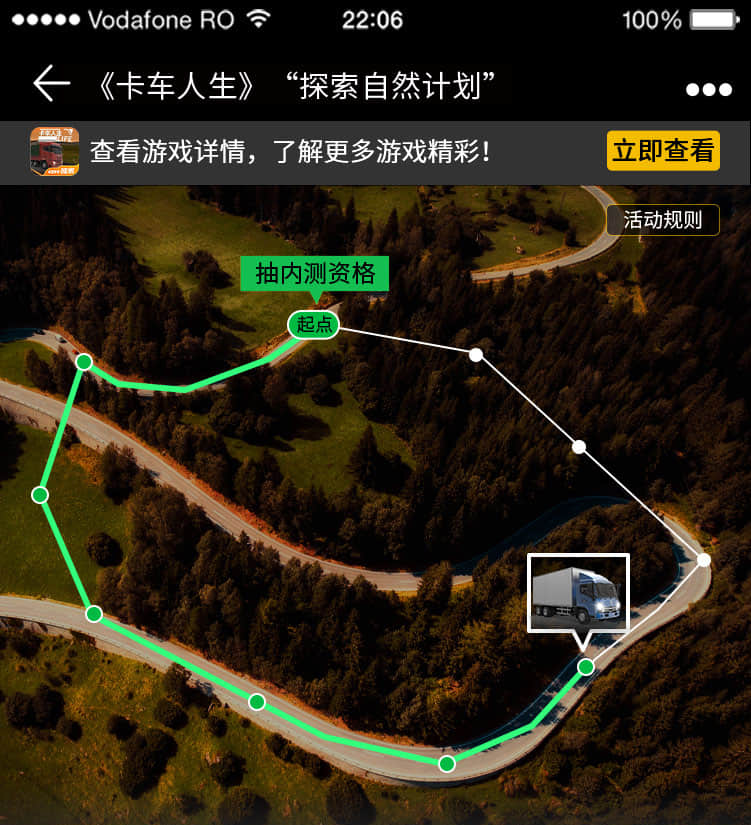 Vodafone RO 22:06 100%
《卡车人生》“探索自然计划”
查看游戏详情，了解更多游戏精彩！ 立即查看
活动规则
抽内测资格
起点